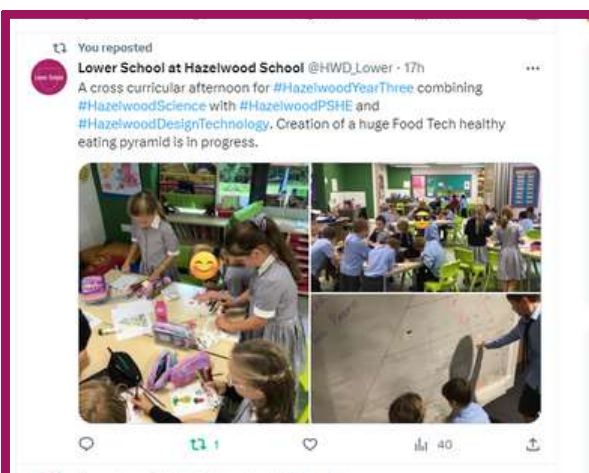 You reposted
Lower School at Hazelwood School @HWD_Lower · 17h
A cross curricular afternoon for #HazelwoodYearThree combining
#HazelwoodScience with #HazelwoodPSHE and
#HazelwoodDesignTechnology. Creation of a huge Food Tech healthy
eating pyramid is in progress.
1
40